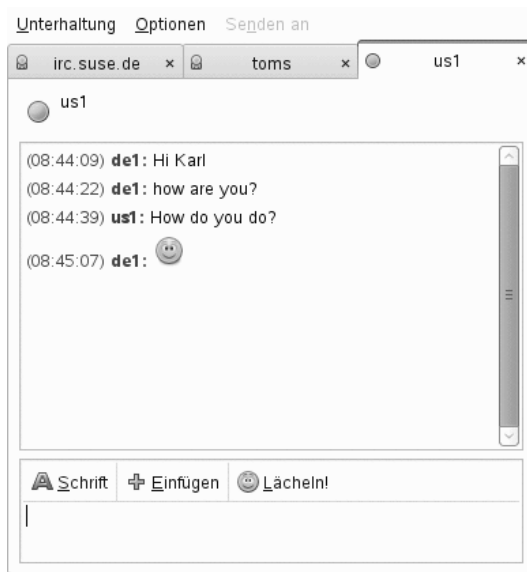 Unterhaltung Optionen Senden an
irc.suse.de × toms × us1 ×
us1
(08:44:09) de1: Hi Karl
(08:44:22) de1: how are you?
(08:44:39) us1: How do you do?
(08:45:07) de1:
A Schrift Einfügen Lächeln!